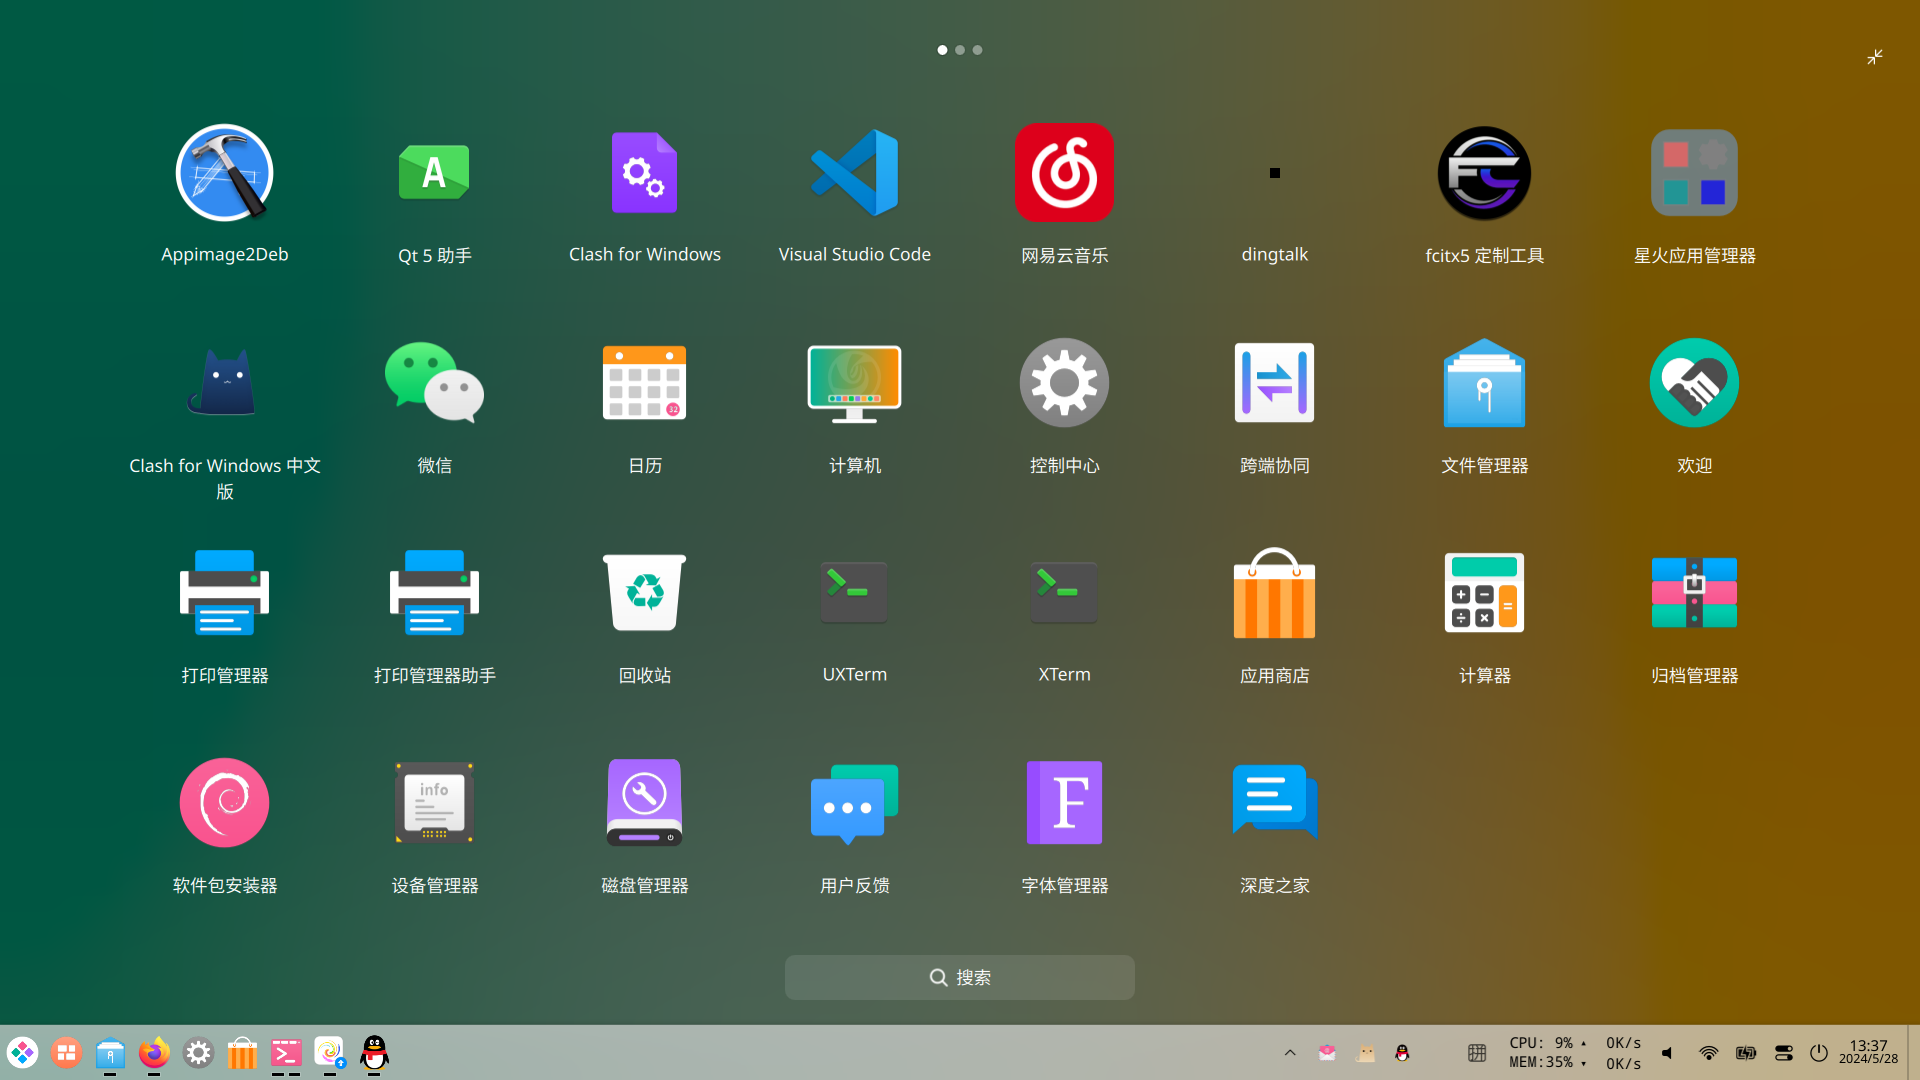 Appimage2Deb
Qt 5 助手
Clash for Windows
Visual Studio Code
网易云音乐
dingtalk
fcitx5 定制工具
星火应用管理器
Clash for Windows 中文
版
微信
日历
计算机
控制中心
跨端协同
文件管理器
欢迎
打印管理器
打印管理器助手
回收站
UXTerm
XTerm
应用商店
计算器
归档管理器
info
软件包安装器
设备管理器
磁盘管理器
用户反馈
字体管理器
深度之家
搜索
CPU: 9% 0K/s
MEM:35% 0K/s
13:37
2024/5/28